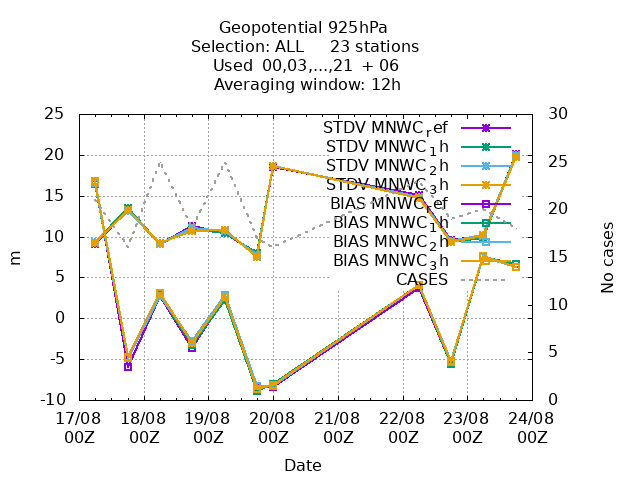 Geopotential 925hPa
Selection: ALL 23 stations
Used 00,03,...,21 + 06
Averaging window: 12h
25 30
STDV MNWC_ref
STDV MNWC_1h
20 25
STDV MNWC_2h
STDV MNWC_3h
15 20
BIAS MNWC_ref
BIAS MNWC_1h
10 15
BIAS MNWC_2h
BIAS MNWC_3h
5 10
CASES
0
-5 5
-10 0
m
No cases
17/08 18/08 19/08 20/08 21/08 22/08 23/08 24/08
00Z 00Z 00Z 00Z 00Z 00Z 00Z 00Z
Date